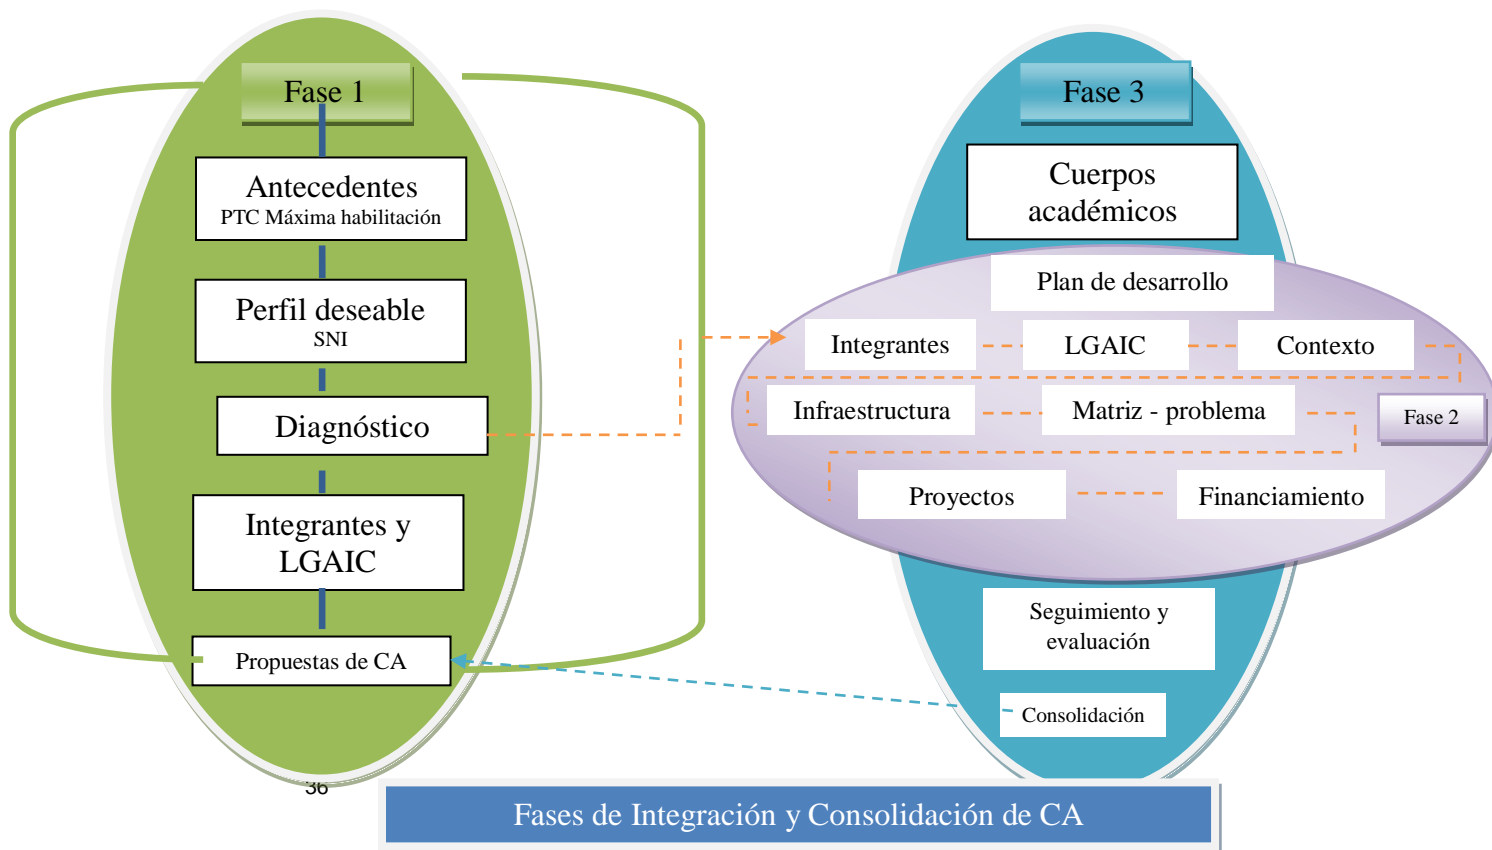 Fase 1
Antecedentes
PTC Máxima habilitación
Perfil deseable
SNI
Diagnóstico
Integrantes y
LGAIC
Propuestas de CA
Fase 3
Cuerpos
académicos
Plan de desarrollo
Integrantes
LGAIC
Contexto
Infraestructura
Matriz - problema
Fase 2
Proyectos
Financiamiento
Seguimiento y
evaluación
Consolidación
36
Fases de Integración y Consolidación de CA